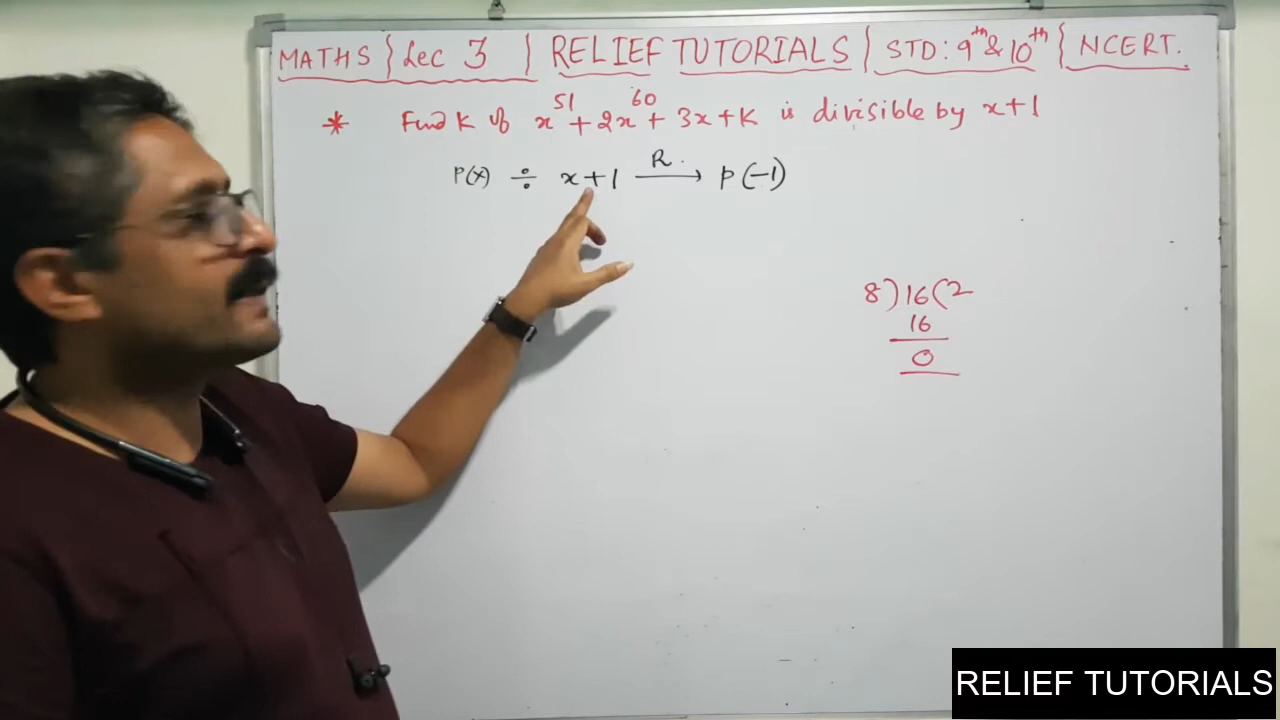 MATHS | Lec 3 | RELIEF TUTORIALS | STD: 9th & 10th | NCERT.
* Find K of x^51 + 2x^60 + 3x + K is divisible by x+1
P(x) ÷ x+1 R. → p(-1)
8)16(2
16
0
RELIEF TUTORIALS